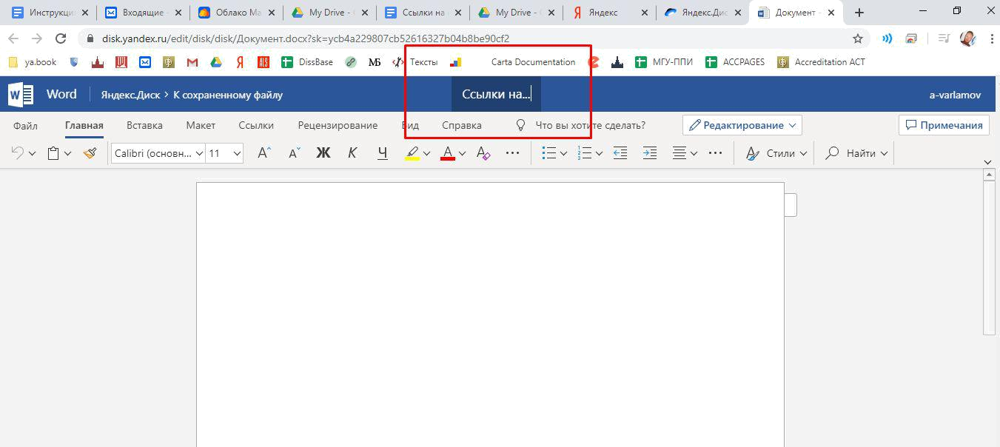 Инструкци Входящие - Облако Ма My Drive - Ссылки на My Drive - Яндекс Яндекс.Дис Документ -
disk.yandex.ru/edit/disk/disk/Документ.docx?sk=ycb4a229807cb52616327b04b8be90cf2
ya.book DissBase МБ Тексты Carta Documentation МГУ-ППИ ACCPAGES Accreditation ACT
Word Яндекс.Диск > К сохраненному файлу Ссылки на... a-varlamov
Файл Главная Вставка Макет Ссылки Рецензирование Вид Справка Что вы хотите сделать? Редактирование Примечания
Calibri (основн... 11 A A Ж К Ч A A ... ... Стили Найти